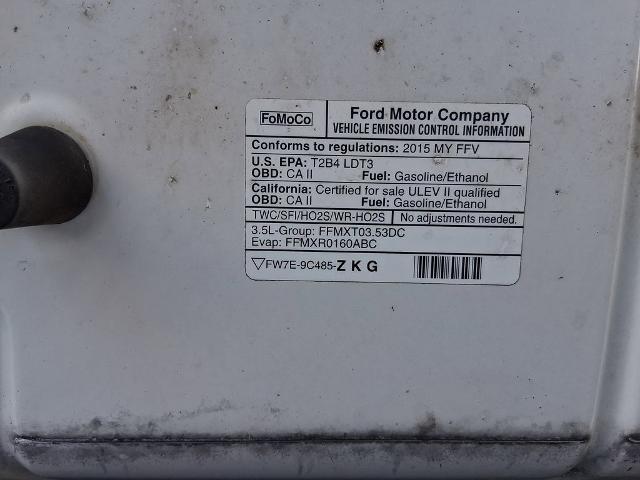 FoMoCo
Ford Motor Company
VEHICLE EMISSION CONTROL INFORMATION
Conforms to regulations: 2015 MY FFV
U.S. EPA: T2B4 LDT3
OBD: CA II Fuel: Gasoline/Ethanol
California: Certified for sale ULEV II qualified
OBD: CA II Fuel: Gasoline/Ethanol
TWC/SFI/HO2S/WR-HO2S No adjustments needed.
3.5L-Group: FFMXT03.53DC
Evap: FFMXR0160ABC
FW7E-9C485-ZKG